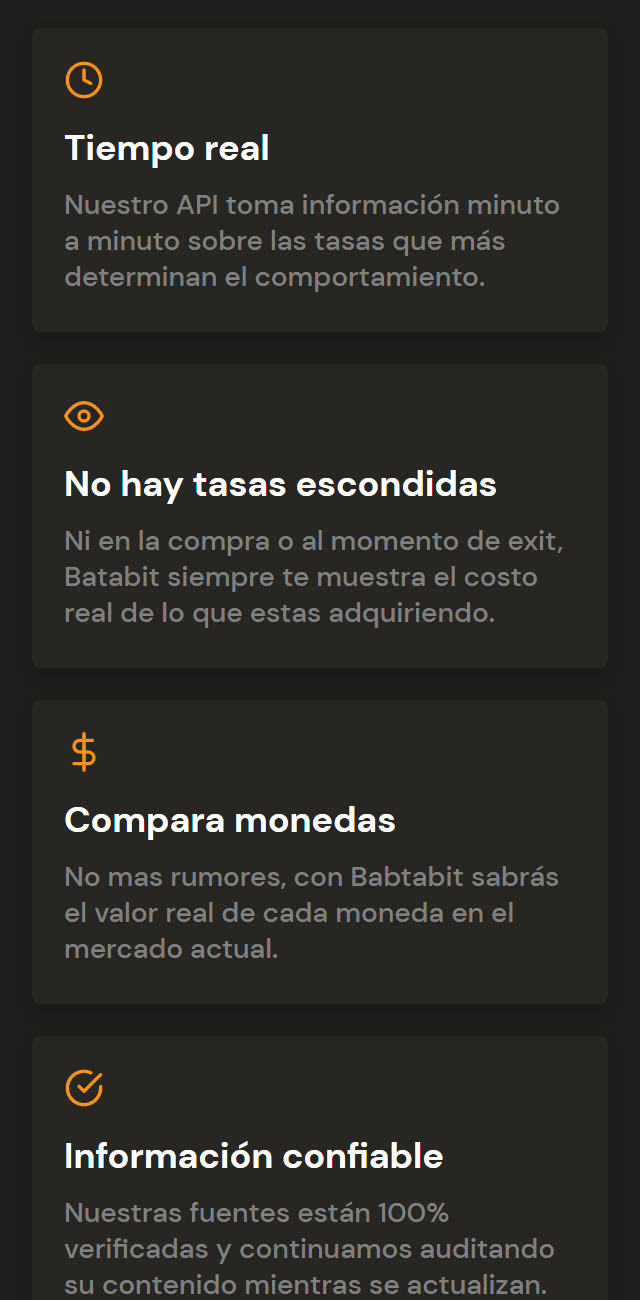 Tiempo real
Nuestro API toma información minuto
a minuto sobre las tasas que más
determinan el comportamiento.
No hay tasas escondidas
Ni en la compra o al momento de exit,
Batabit siempre te muestra el costo
real de lo que estas adquiriendo.
Compara monedas
No mas rumores, con Babtabit sabrás
el valor real de cada moneda en el
mercado actual.
Información confiable
Nuestras fuentes están 100%
verificadas y continuamos auditando
su contenido mientras se actualizan.